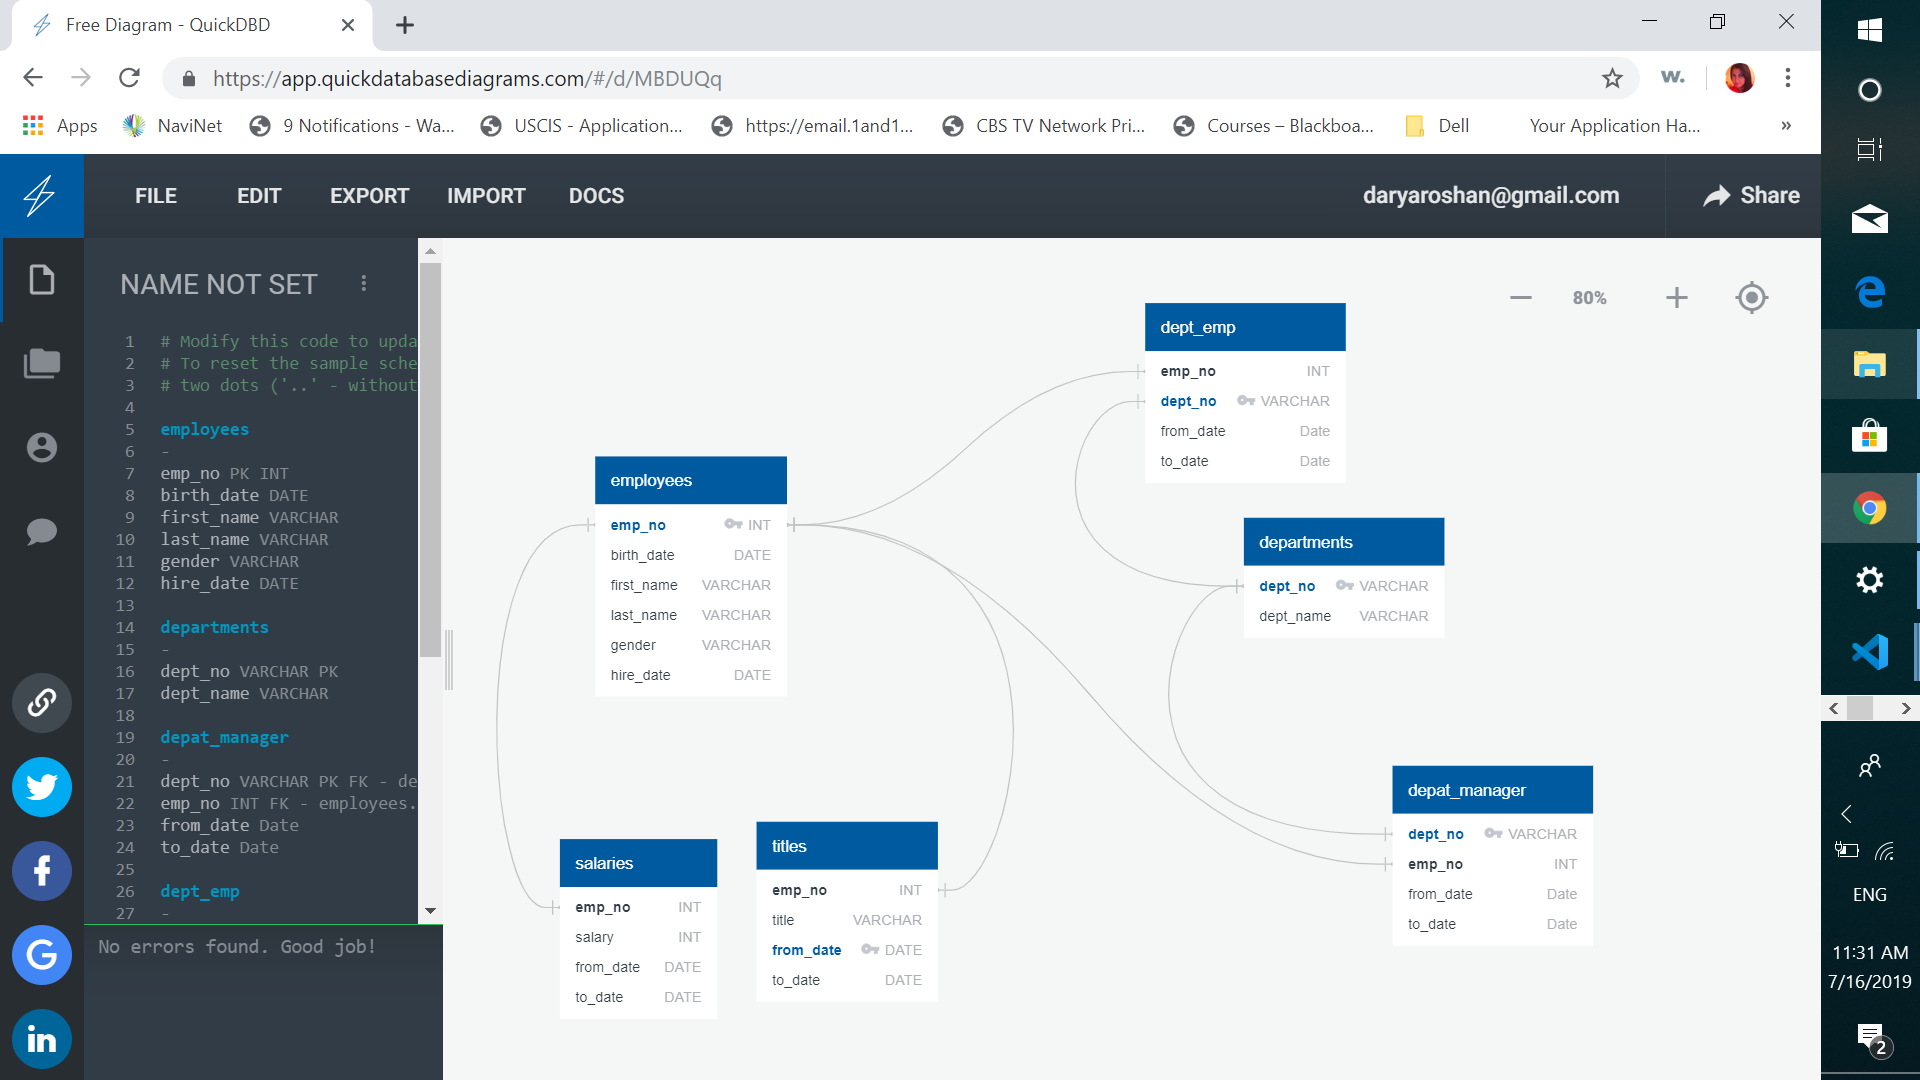 Free Diagram - QuickDBD
https://app.quickdatabasediagrams.com/#/d/MBDUQq
w.
Apps
NaviNet
9 Notifications - Wa...
USCIS - Application...
https://email.1and1...
CBS TV Network Pri...
Courses – Blackboa...
Dell
Your Application Ha...
»
FILE
EDIT
EXPORT
IMPORT
DOCS
daryaroshan@gmail.com
Share
NAME NOT SET
1 # Modify this code to upda
2 # To reset the sample sche
3 # two dots ('..' - without
4
5 employees
6 -
7 emp_no PK INT
8 birth_date DATE
9 first_name VARCHAR
10 last_name VARCHAR
11 gender VARCHAR
12 hire_date DATE
13
14 departments
15 -
16 dept_no VARCHAR PK
17 dept_name VARCHAR
18
19 depat_manager
20 -
21 dept_no VARCHAR PK FK - de
22 emp_no INT FK - employees.
23 from_date Date
24 to_date Date
25
26 dept_emp
27 -
No errors found. Good job!
80%
dept_emp
emp_no INT
dept_no VARCHAR
from_date Date
to_date Date
employees
emp_no INT
birth_date DATE
first_name VARCHAR
last_name VARCHAR
gender VARCHAR
hire_date DATE
departments
dept_no VARCHAR
dept_name VARCHAR
depat_manager
dept_no VARCHAR
emp_no INT
from_date Date
to_date Date
salaries
emp_no INT
salary INT
from_date DATE
to_date DATE
titles
emp_no INT
title VARCHAR
from_date DATE
to_date DATE
ENG
11:31 AM
7/16/2019
2